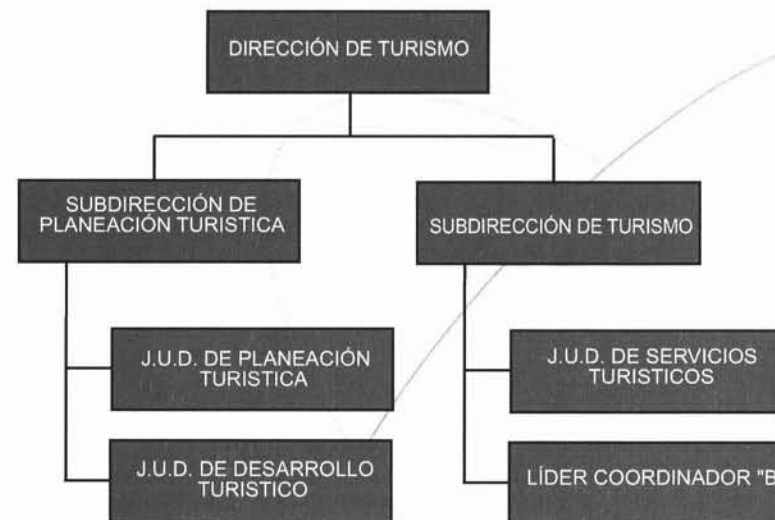 DIRECCIÓN DE TURISMO
SUBDIRECCIÓN DE
PLANEACIÓN TURISTICA
SUBDIRECCIÓN DE TURISMO
J.U.D. DE PLANEACIÓN
TURISTICA
J.U.D. DE DESARROLLO
TURISTICO
J.U.D. DE SERVICIOS
TURISTICOS
LÍDER COORDINADOR "B